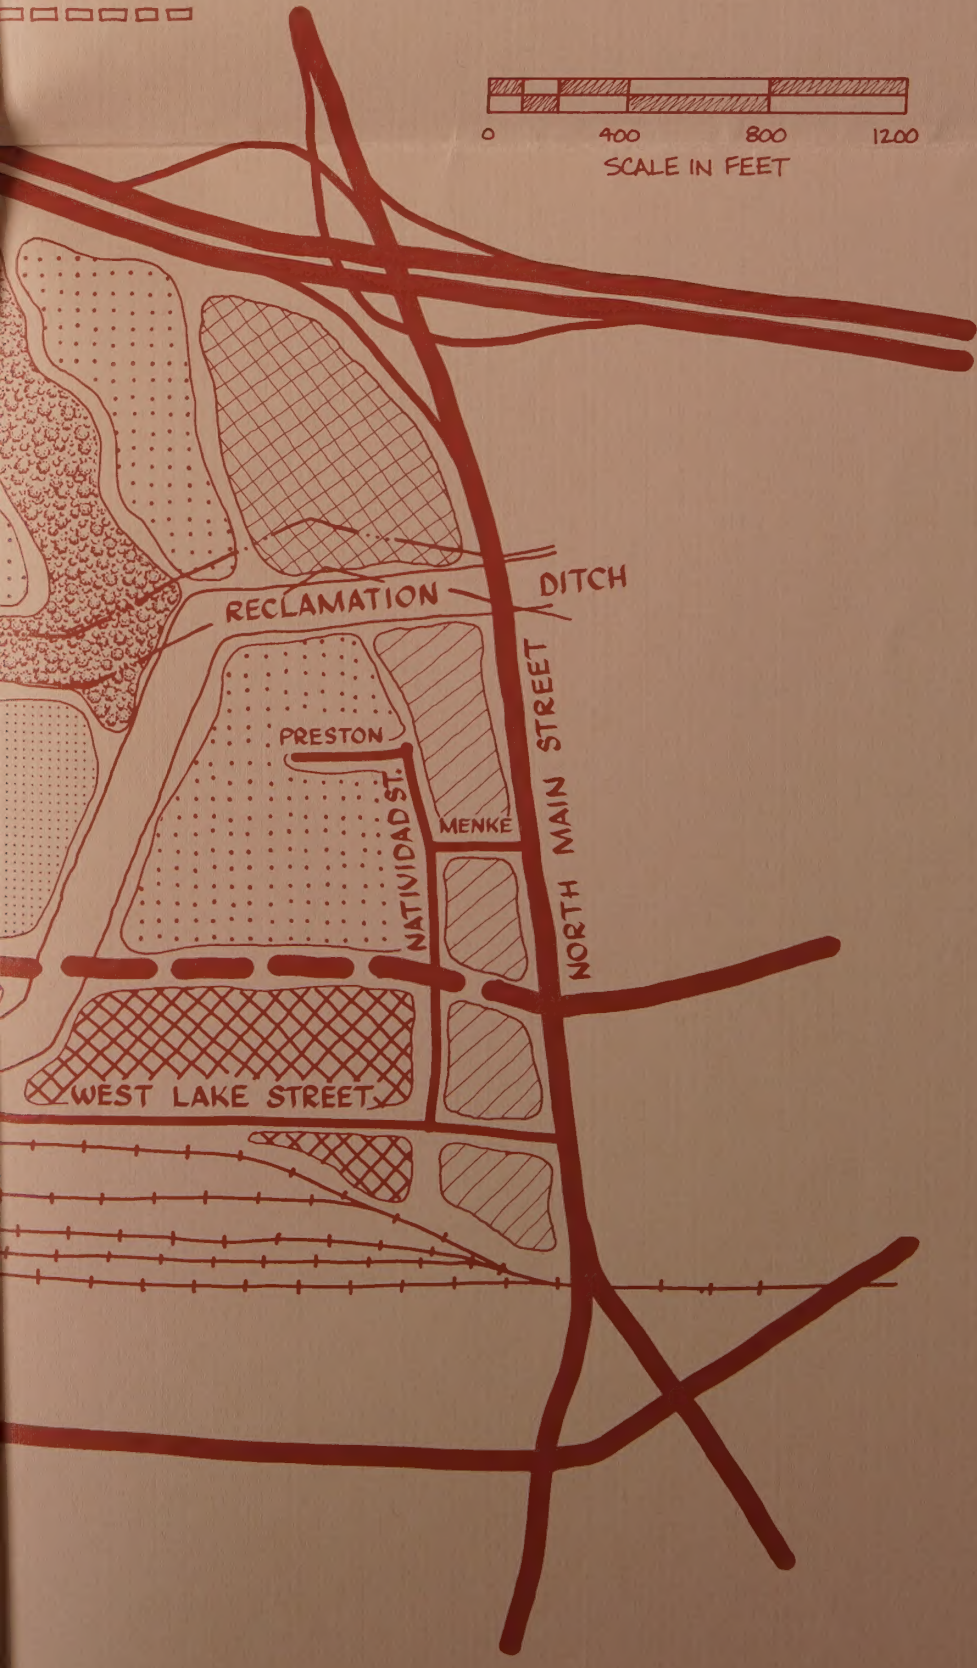 0 400 800 1200
SCALE IN FEET
RECLAMATION DITCH
PRESTON
NATIVIDAD ST.
MENKE
NORTH MAIN STREET
WEST LAKE STREET